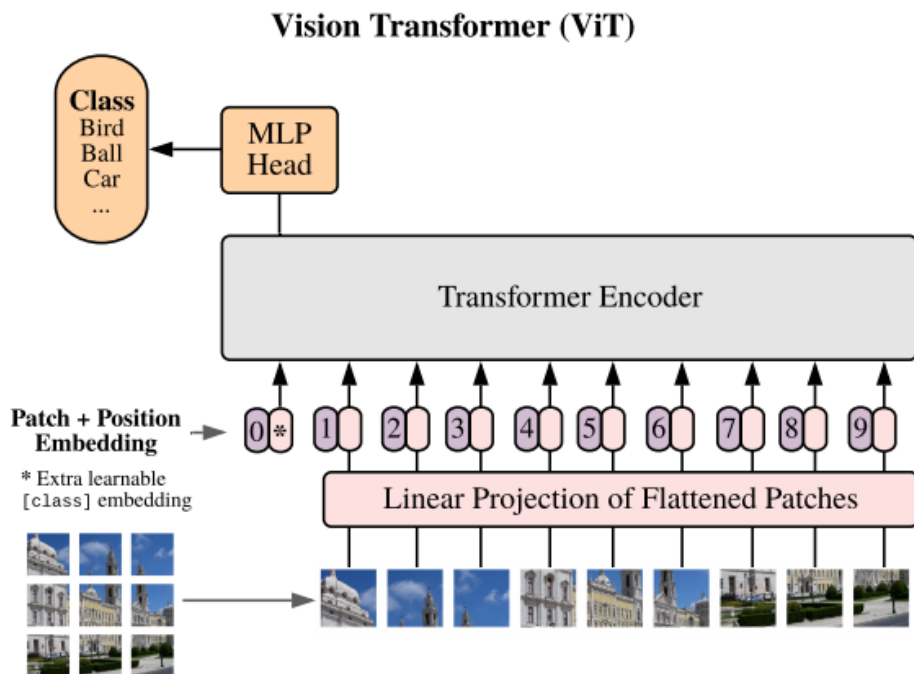 Vision Transformer (ViT)
Class
Bird
Ball
Car
...
MLP
Head
Transformer Encoder
Patch + Position
Embedding
0 * 1 2 3 4 5 6 7 8 9
* Extra learnable
[class] embedding
Linear Projection of Flattened Patches